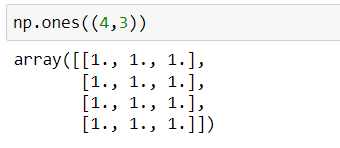 np.ones((4,3))
array([[1., 1., 1.],
       [1., 1., 1.],
       [1., 1., 1.],
       [1., 1., 1.]])